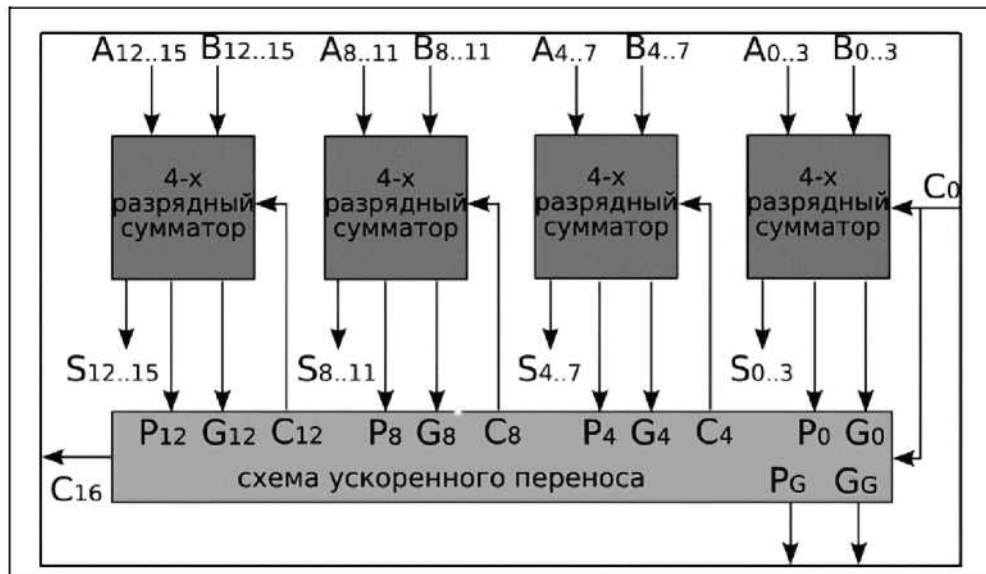 A12..15 B12..15 A8..11 B8..11 A4..7 B4..7 A0..3 B0..3
4-х 4-х 4-х 4-х
разрядный разрядный разрядный разрядный C0
сумматор сумматор сумматор сумматор
S12..15 S8..11 S4..7 S0..3
P12 G12 C12 P8 G8 C8 P4 G4 C4 P0 G0
схема ускоренного переноса PG GG
C16